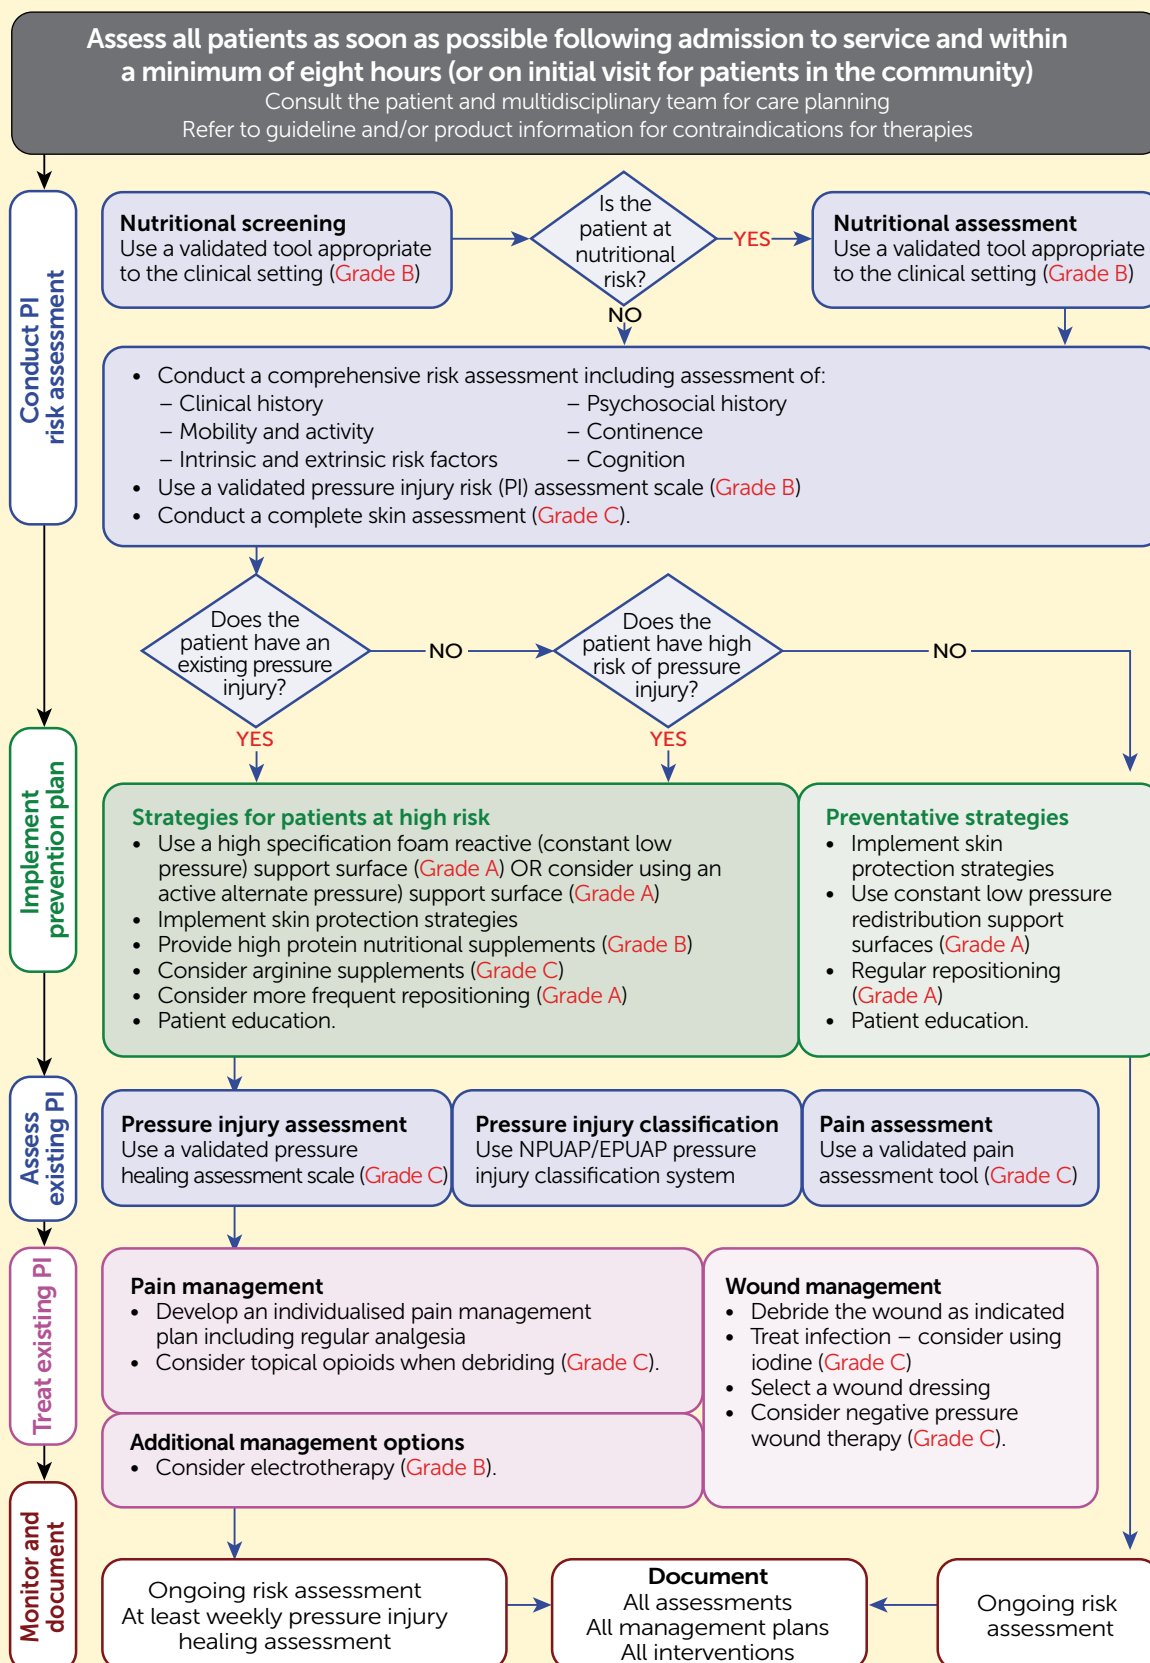 Assess all patients as soon as possible following admission to service and within
a minimum of eight hours (or on initial visit for patients in the community)
Consult the patient and multidisciplinary team for care planning
Refer to guideline and/or product information for contraindications for therapies
Conduct PI
risk assessment
Nutritional screening
Use a validated tool appropriate
to the clinical setting (Grade B)
Is the
patient at
nutritional
risk?
YES
NO
Nutritional assessment
Use a validated tool appropriate
to the clinical setting (Grade B)
• Conduct a comprehensive risk assessment including assessment of:
– Clinical history
– Mobility and activity
– Intrinsic and extrinsic risk factors
– Psychosocial history
– Continence
– Cognition
• Use a validated pressure injury risk (PI) assessment scale (Grade B)
• Conduct a complete skin assessment (Grade C).
Does the
patient have an
existing pressure
injury?
NO
YES
Does the
patient have high
risk of pressure
injury?
NO
YES
Implement
prevention plan
Strategies for patients at high risk
• Use a high specification foam reactive (constant low
pressure) support surface (Grade A) OR consider using an
active alternate pressure) support surface (Grade A)
• Implement skin protection strategies
• Provide high protein nutritional supplements (Grade B)
• Consider arginine supplements (Grade C)
• Consider more frequent repositioning (Grade A)
• Patient education.
Preventative strategies
• Implement skin
protection strategies
• Use constant low pressure
redistribution support
surfaces (Grade A)
• Regular repositioning
(Grade A)
• Patient education.
Assess
existing PI
Pressure injury assessment
Use a validated pressure
healing assessment scale (Grade C)
Pressure injury classification
Use NPUAP/EPUAP pressure
injury classification system
Pain assessment
Use a validated pain
assessment tool (Grade C)
Treat existing PI
Pain management
• Develop an individualised pain management
plan including regular analgesia
• Consider topical opioids when debriding (Grade C).
Additional management options
• Consider electrotherapy (Grade B).
Wound management
• Debride the wound as indicated
• Treat infection – consider using
iodine (Grade C)
• Select a wound dressing
• Consider negative pressure
wound therapy (Grade C).
Monitor and
document
Ongoing risk assessment
At least weekly pressure injury
healing assessment
Document
All assessments
All management plans
All interventions
Ongoing risk
assessment